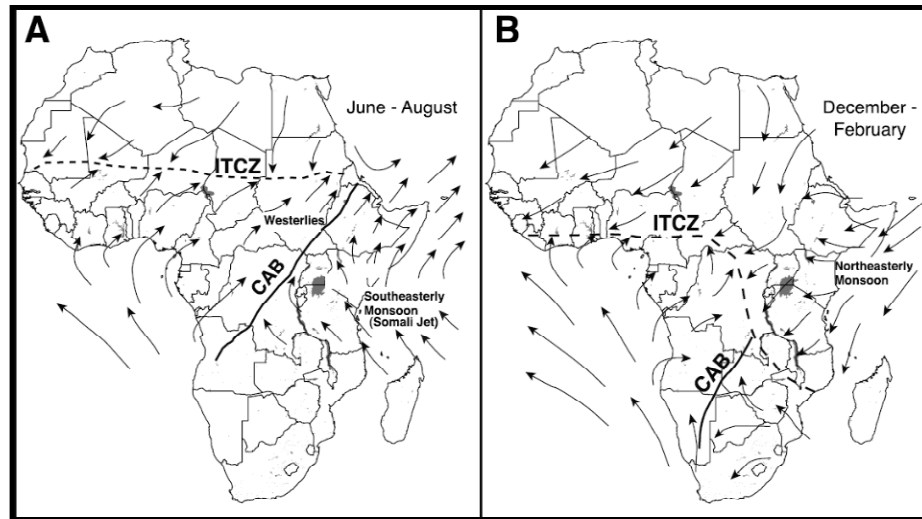 A
June - August
ITCZ
Westerlies
CAB
Southeasterly
Monsoon
(Somali Jet)
B
December -
February
ITCZ
Northeasterly
Monsoon
CAB